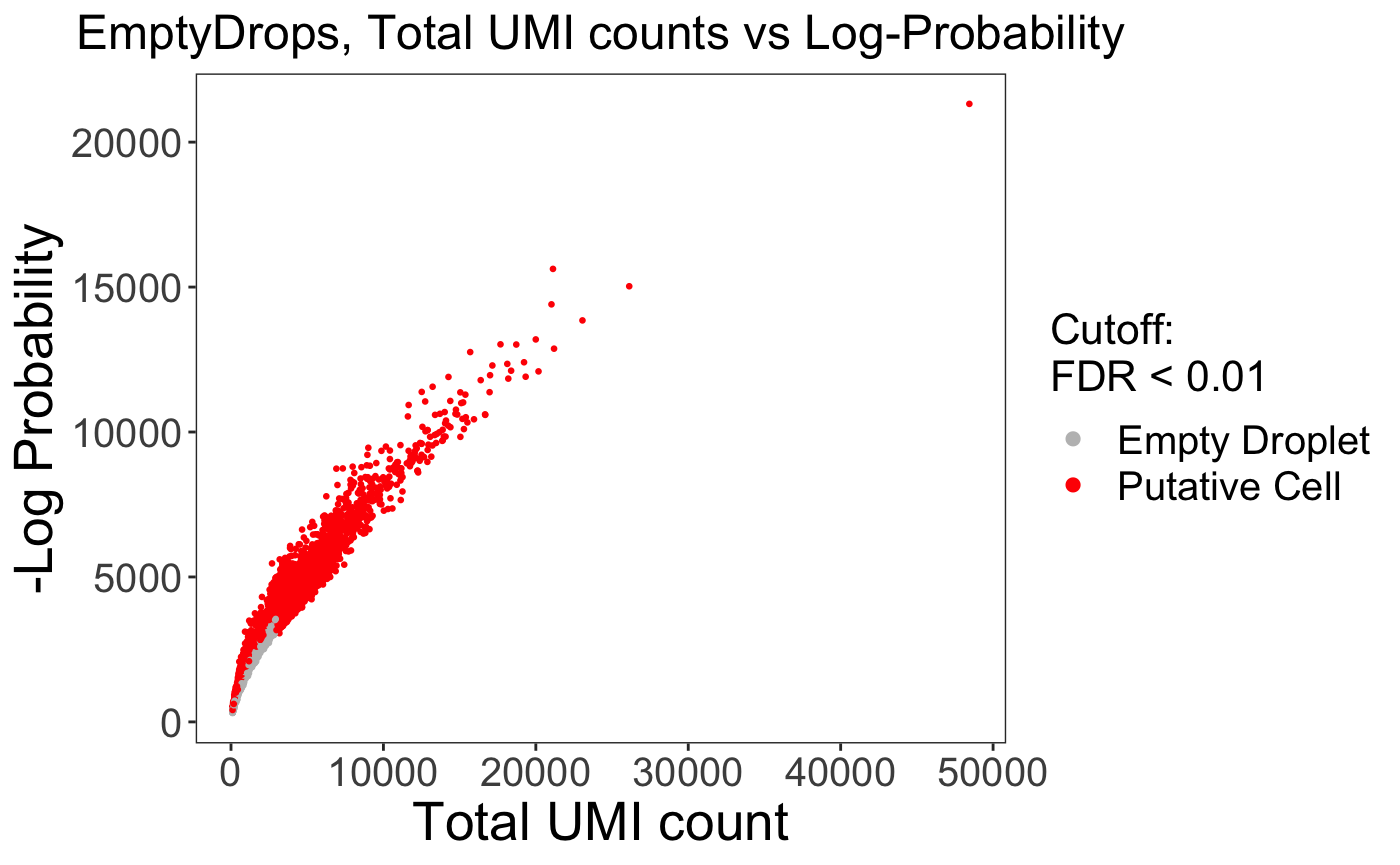 EmptyDrops, Total UMI counts vs Log-Probability
-Log Probability
20000
15000
10000
5000
0
0 10000 20000 30000 40000 50000
Total UMI count
Cutoff:
FDR < 0.01
Empty Droplet
Putative Cell